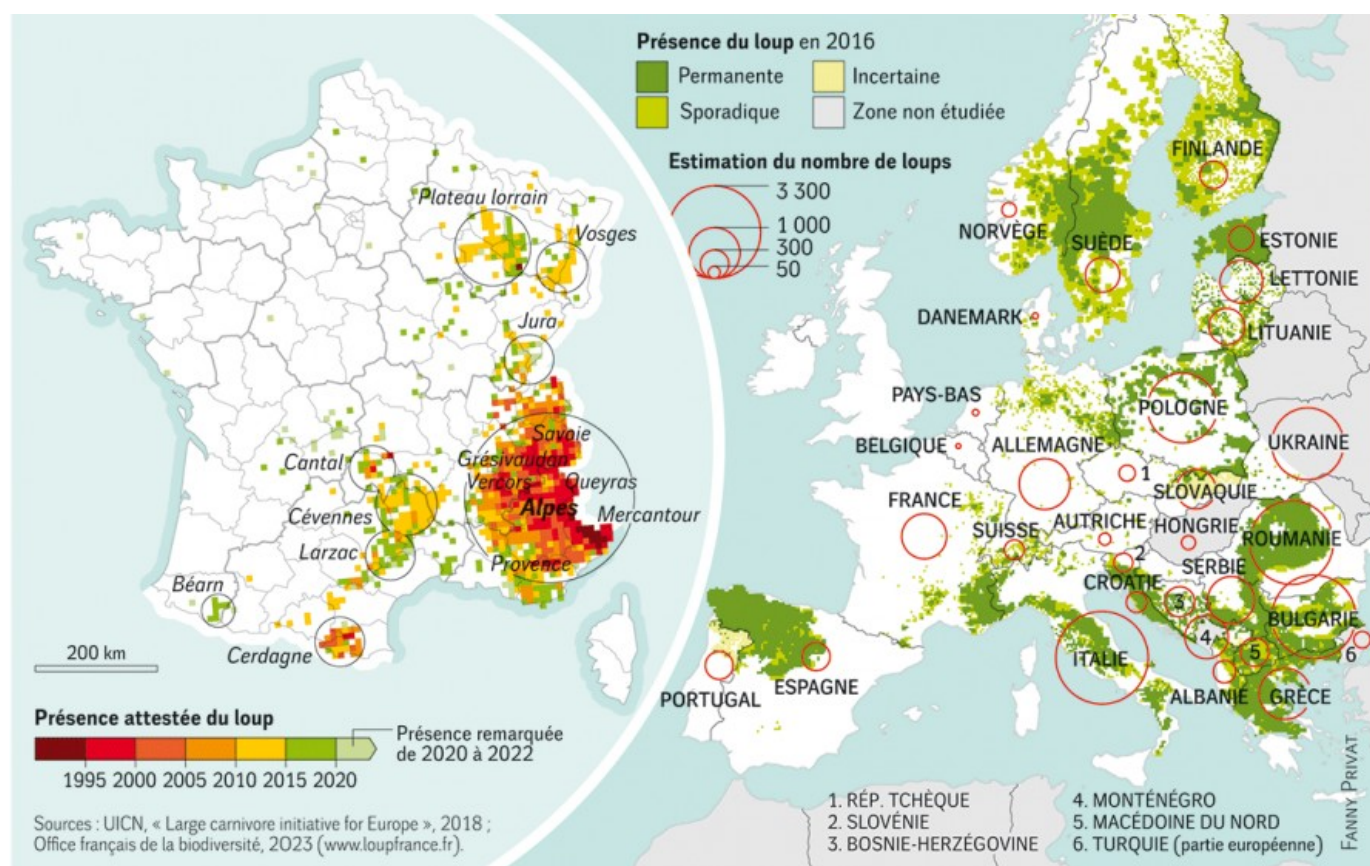 Présence du loup en 2016
Permanente
Sporadique
Incertaine
Zone non étudiée
Estimation du nombre de loups
3 300
1 000
300
50
Plateau lorrain
Vosges
Jura
Savoie
Grésivaudan
Vercors
Queyras
Alpes
Mercantour
Provence
Cantal
Cévennes
Larzac
Béarn
Cerdagne
200 km
Présence attestée du loup
Présence remarquée
de 2020 à 2022
1995 2000 2005 2010 2015 2020
Sources : UICN, « Large carnivore initiative for Europe », 2018 ;
Office français de la biodiversité, 2023 (www.loupfrance.fr).
FINLANDE
NORVÈGE
SUÈDE
ESTONIE
LETTONIE
DANEMARK
LITUANIE
PAYS-BAS
POLOGNE
BELGIQUE
ALLEMAGNE
UKRAINE
1
SLOVAQUIE
FRANCE
SUISSE
AUTRICHE
HONGRIE
ROUMANIE
2
SERBIE
CROATIE
3
BULGARIE
4
5
6
ITALIE
PORTUGAL
ESPAGNE
ALBANIE
GRÈCE
1. RÉP. TCHÈQUE
2. SLOVÉNIE
3. BOSNIE-HERZÉGOVINE
4. MONTÉNÉGRO
5. MACÉDOINE DU NORD
6. TURQUIE (partie européenne)
FANNY PRIVAT